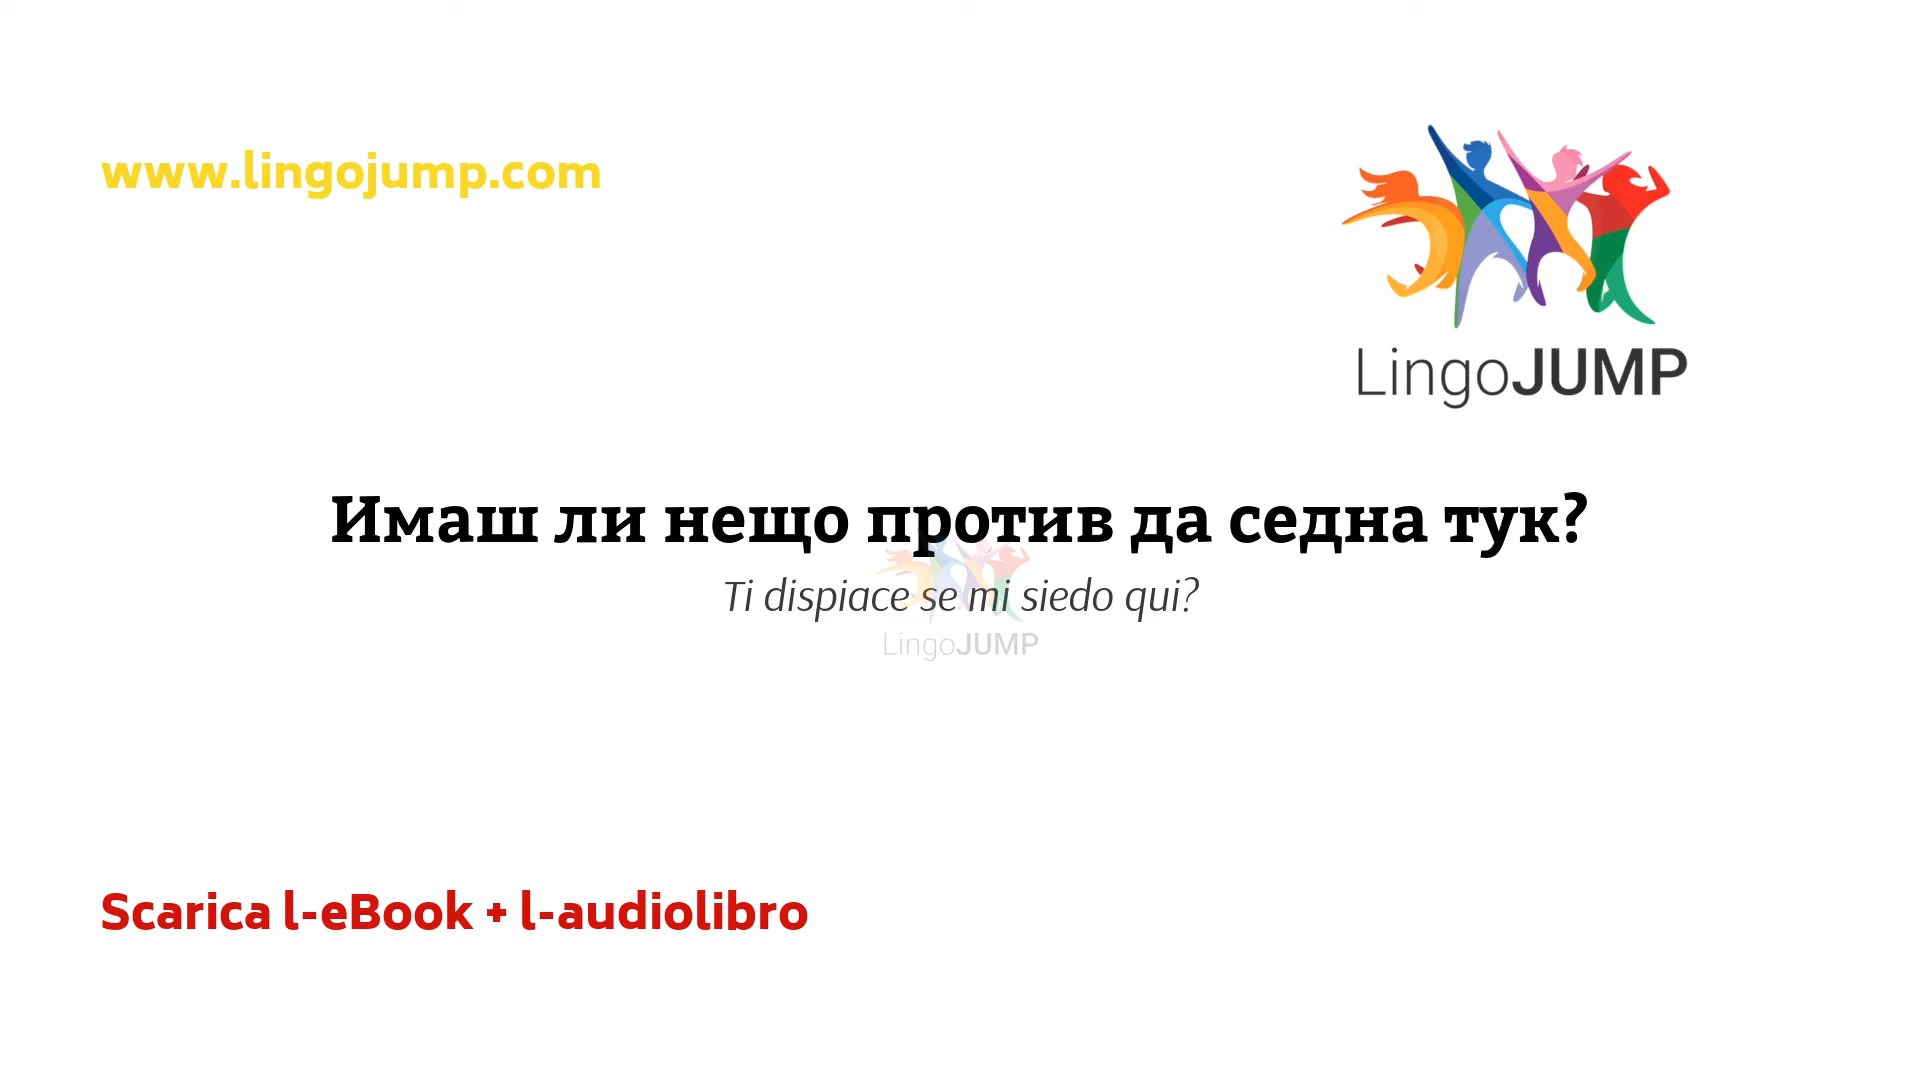 www.lingojump.com
LingoJUMP
Имаш ли нещо против да седна тук?
Ti dispiace se mi siedo qui?
LingoJUMP
Scarica l-eBook + l-audiolibro